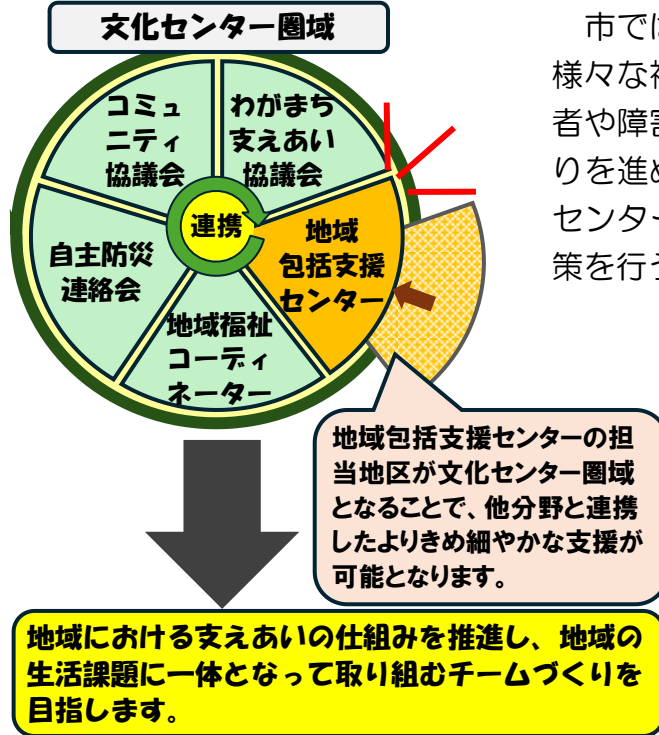 文化センター圏域
コミュ
ニティ
協議会
わがまち
支えあい
協議会
連携
自主防災
連絡会
地域
包括支援
センター
地域福祉
コーディ
ネーター
市では
様々な
者や障害
りを進め
センター
策を行う
地域包括支援センターの担
当地区が文化センター圏域
となることで、他分野と連携
したよりきめ細やかな支援が
可能となります。
地域における支えあいの仕組みを推進し、地域の
生活課題に一体となって取り組むチームづくりを
目指します。